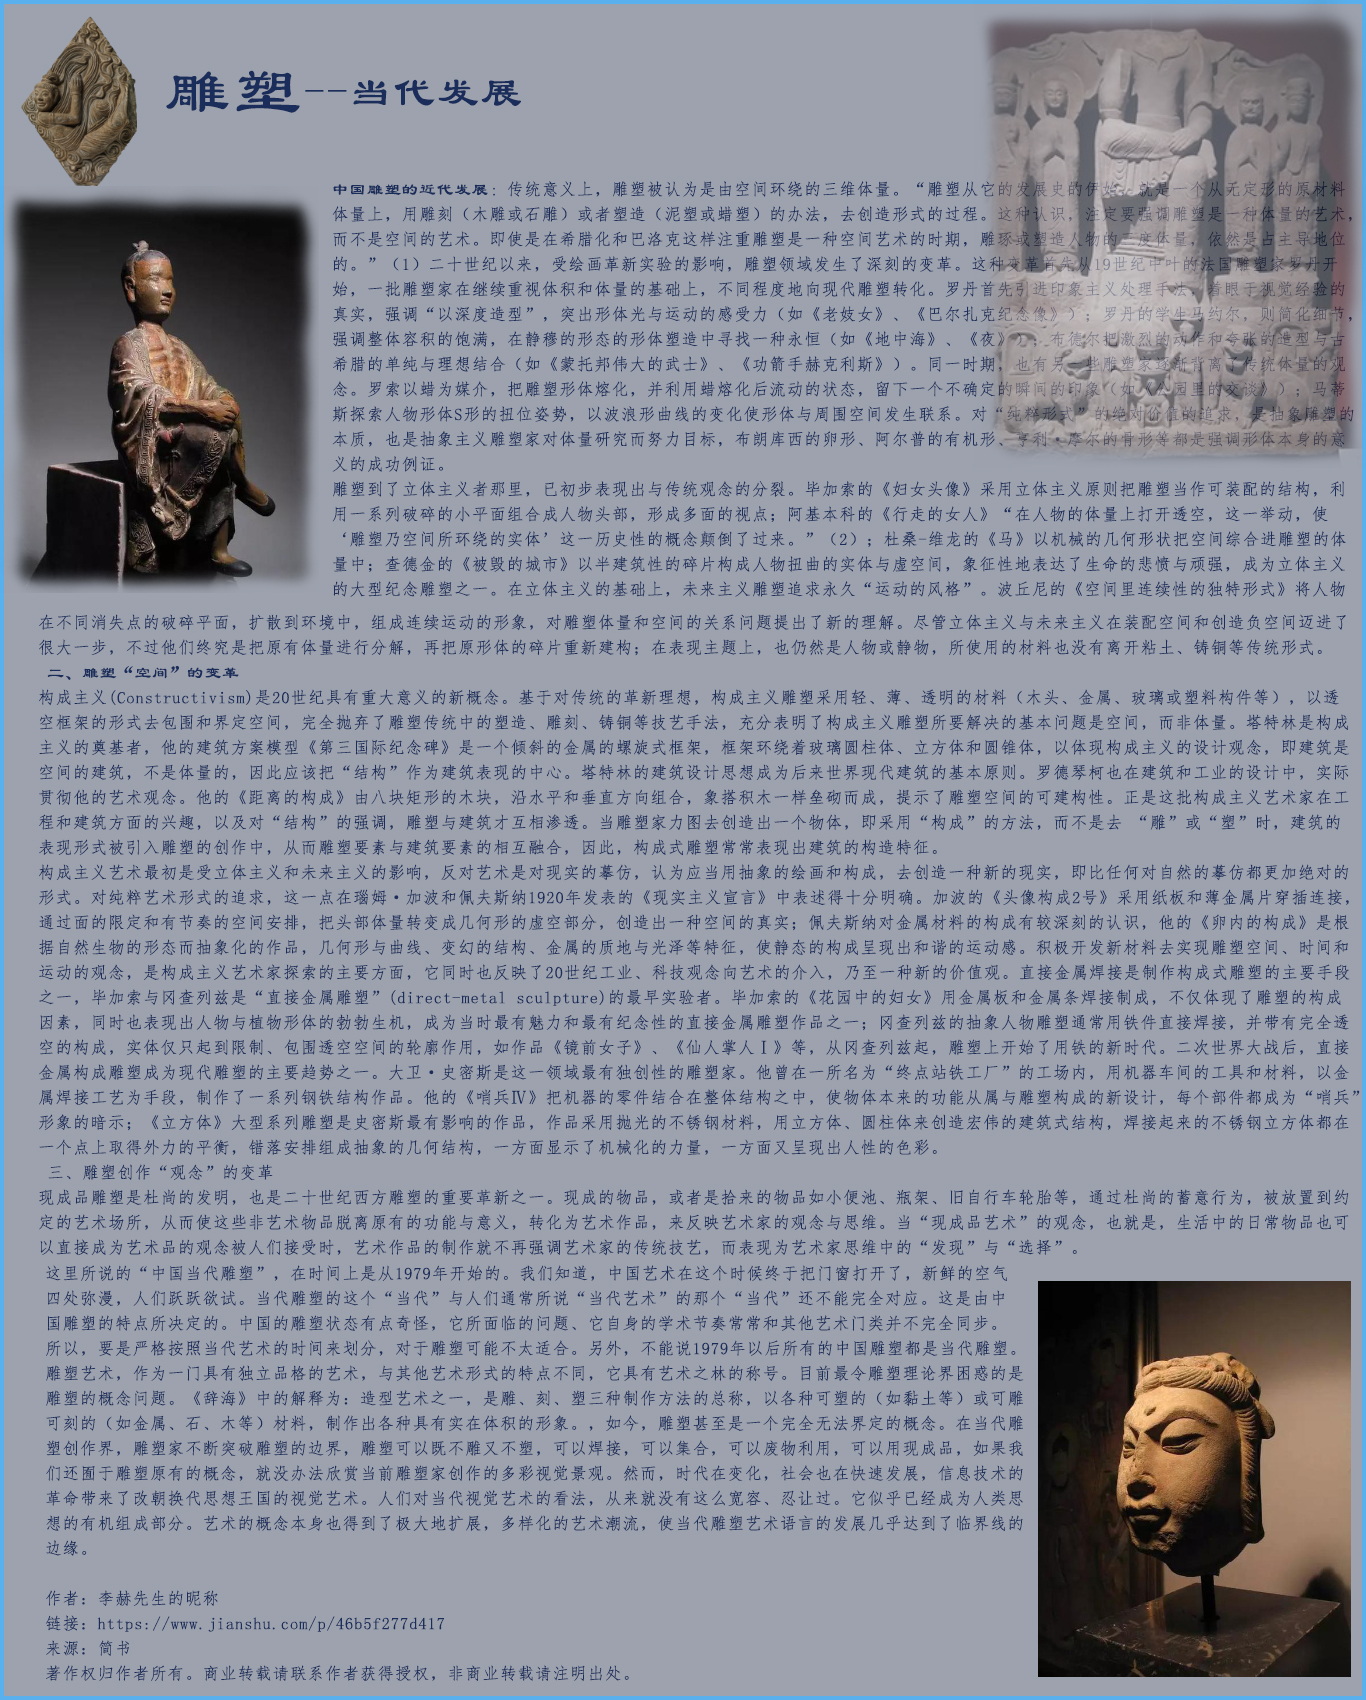 雕塑--当代发展
中国雕塑的近代发展：传统意义上，雕塑被认为是由空间环绕的三维体量。“雕塑从它的发展史的伊始，就是一个从无定形的原材料
体量上，用雕刻（木雕或石雕）或者塑造（泥塑或蜡塑）的办法，去创造形式的过程。这种认识，注定要强调雕塑是一种体量的艺术，
而不是空间的艺术。即使是在希腊化和巴洛克这样注重雕塑是一种空间艺术的时期，雕琢或塑造人物的三度体量，依然是占主导地位
的。”（1）二十世纪以来，受绘画革新实验的影响，雕塑领域发生了深刻的变革。这种变革首先从19世纪中叶的法国雕塑家罗丹开
始，一批雕塑家在继续重视体积和体量的基础上，不同程度地向现代雕塑转化。罗丹首先引进印象主义处理手法，着眼于视觉经验的
真实，强调“以深度造型”，突出形体光与运动的感受力（如《老妓女》、《巴尔扎克纪念像》）；罗丹的学生马约尔，则简化细节，
强调整体容积的饱满，在静穆的形态的形体塑造中寻找一种永恒（如《地中海》、《夜》）；布德尔把激烈的动作和夸张的造型与古
希腊的单纯与理想结合（如《蒙托邦伟大的武士》、《功箭手赫克利斯》）。同一时期，也有另一些雕塑家逐渐背离了传统体量的观
念。罗索以蜡为媒介，把雕塑形体熔化，并利用蜡熔化后流动的状态，留下一个不确定的瞬间的印象（如《公园里的交谈》）；马蒂
斯探索人物形体S形的扭位姿势，以波浪形曲线的变化使形体与周围空间发生联系。对“纯粹形式”的绝对价值的追求，是抽象雕塑的
本质，也是抽象主义雕塑家对体量研究而努力目标，布朗库西的卵形、阿尔普的有机形、亨利·摩尔的骨形等都是强调形体本身的意
义的成功例证。
雕塑到了立体主义者那里，已初步表现出与传统观念的分裂。毕加索的《妇女头像》采用立体主义原则把雕塑当作可装配的结构，利
用一系列破碎的小平面组合成人物头部，形成多面的视点；阿基本科的《行走的女人》“在人物的体量上打开透空，这一举动，使
‘雕塑乃空间所环绕的实体’这一历史性的概念颠倒了过来。”（2）；杜桑-维龙的《马》以机械的几何形状把空间综合进雕塑的体
量中；查德金的《被毁的城市》以半建筑性的碎片构成人物扭曲的实体与虚空间，象征性地表达了生命的悲愤与顽强，成为立体主义
的大型纪念雕塑之一。在立体主义的基础上，未来主义雕塑追求永久“运动的风格”。波丘尼的《空间里连续性的独特形式》将人物
在不同消失点的破碎平面，扩散到环境中，组成连续运动的形象，对雕塑体量和空间的关系问题提出了新的理解。尽管立体主义与未来主义在装配空间和创造负空间迈进了
很大一步，不过他们终究是把原有体量进行分解，再把原形体的碎片重新建构；在表现主题上，也仍然是人物或静物，所使用的材料也没有离开粘土、铸铜等传统形式。
二、雕塑“空间”的变革
构成主义(Constructivism)是20世纪具有重大意义的新概念。基于对传统的革新理想，构成主义雕塑采用轻、薄、透明的材料（木头、金属、玻璃或塑料构件等），以透
空框架的形式去包围和界定空间，完全抛弃了雕塑传统中的塑造、雕刻、铸铜等技艺手法，充分表明了构成主义雕塑所要解决的基本问题是空间，而非体量。塔特林是构成
主义的奠基者，他的建筑方案模型《第三国际纪念碑》是一个倾斜的金属的螺旋式框架，框架环绕着玻璃圆柱体、立方体和圆锥体，以体现构成主义的设计观念，即建筑是
空间的建筑，不是体量的，因此应该把“结构”作为建筑表现的中心。塔特林的建筑设计思想成为后来世界现代建筑的基本原则。罗德琴柯也在建筑和工业的设计中，实际
贯彻他的艺术观念。他的《距离的构成》由八块矩形的木块，沿水平和垂直方向组合，象搭积木一样垒砌而成，提示了雕塑空间的可建构性。正是这批构成主义艺术家在工
程和建筑方面的兴趣，以及对“结构”的强调，雕塑与建筑才互相渗透。当雕塑家力图去创造出一个物体，即采用“构成”的方法，而不是去 “雕”或“塑”时，建筑的
表现形式被引入雕塑的创作中，从而雕塑要素与建筑要素的相互融合，因此，构成式雕塑常常表现出建筑的构造特征。
构成主义艺术最初是受立体主义和未来主义的影响，反对艺术是对现实的摹仿，认为应当用抽象的绘画和构成，去创造一种新的现实，即比任何对自然的摹仿都更加绝对的
形式。对纯粹艺术形式的追求，这一点在瑙姆·加波和佩夫斯纳1920年发表的《现实主义宣言》中表述得十分明确。加波的《头像构成2号》采用纸板和薄金属片穿插连接，
通过面的限定和有节奏的空间安排，把头部体量转变成几何形的虚空部分，创造出一种空间的真实；佩夫斯纳对金属材料的构成有较深刻的认识，他的《卵内的构成》是根
据自然生物的形态而抽象化的作品，几何形与曲线、变幻的结构、金属的质地与光泽等特征，使静态的构成呈现出和谐的运动感。积极开发新材料去实现雕塑空间、时间和
运动的观念，是构成主义艺术家探索的主要方面，它同时也反映了20世纪工业、科技观念向艺术的介入，乃至一种新的价值观。直接金属焊接是制作构成式雕塑的主要手段
之一，毕加索与冈查列兹是“直接金属雕塑”(direct-metal sculpture)的最早实验者。毕加索的《花园中的妇女》用金属板和金属条焊接制成，不仅体现了雕塑的构成
因素，同时也表现出人物与植物形体的勃勃生机，成为当时最有魅力和最有纪念性的直接金属雕塑作品之一；冈查列兹的抽象人物雕塑通常用铁件直接焊接，并带有完全透
空的构成，实体仅只起到限制、包围透空空间的轮廓作用，如作品《镜前女子》、《仙人掌人Ⅰ》等，从冈查列兹起，雕塑上开始了用铁的新时代。二次世界大战后，直接
金属构成雕塑成为现代雕塑的主要趋势之一。大卫·史密斯是这一领域最有独创性的雕塑家。他曾在一所名为“终点站铁工厂”的工场内，用机器车间的工具和材料，以金
属焊接工艺为手段，制作了一系列钢铁结构作品。他的《哨兵Ⅳ》把机器的零件结合在整体结构之中，使物体本来的功能从属与雕塑构成的新设计，每个部件都成为“哨兵”
形象的暗示；《立方体》大型系列雕塑是史密斯最有影响的作品，作品采用抛光的不锈钢材料，用立方体、圆柱体来创造宏伟的建筑式结构，焊接起来的不锈钢立方体都在
一个点上取得外力的平衡，错落安排组成抽象的几何结构，一方面显示了机械化的力量，一方面又呈现出人性的色彩。
三、雕塑创作“观念”的变革
现成品雕塑是杜尚的发明，也是二十世纪西方雕塑的重要革新之一。现成的物品，或者是拾来的物品如小便池、瓶架、旧自行车轮胎等，通过杜尚的蓄意行为，被放置到约
定的艺术场所，从而使这些非艺术物品脱离原有的功能与意义，转化为艺术作品，来反映艺术家的观念与思维。当“现成品艺术”的观念，也就是，生活中的日常物品也可
以直接成为艺术品的观念被人们接受时，艺术作品的制作就不再强调艺术家的传统技艺，而表现为艺术家思维中的“发现”与“选择”。
这里所说的“中国当代雕塑”，在时间上是从1979年开始的。我们知道，中国艺术在这个时候终于把门窗打开了，新鲜的空气
四处弥漫，人们跃跃欲试。当代雕塑的这个“当代”与人们通常所说“当代艺术”的那个“当代”还不能完全对应。这是由中
国雕塑的特点所决定的。中国的雕塑状态有点奇怪，它所面临的问题、它自身的学术节奏常常和其他艺术门类并不完全同步。
所以，要是严格按照当代艺术的时间来划分，对于雕塑可能不太适合。另外，不能说1979年以后所有的中国雕塑都是当代雕塑。
雕塑艺术，作为一门具有独立品格的艺术，与其他艺术形式的特点不同，它具有艺术之林的称号。目前最令雕塑理论界困惑的是
雕塑的概念问题。《辞海》中的解释为：造型艺术之一，是雕、刻、塑三种制作方法的总称，以各种可塑的（如黏土等）或可雕
可刻的（如金属、石、木等）材料，制作出各种具有实在体积的形象。，如今，雕塑甚至是一个完全无法界定的概念。在当代雕
塑创作界，雕塑家不断突破雕塑的边界，雕塑可以既不雕又不塑，可以焊接，可以集合，可以废物利用，可以用现成品，如果我
们还囿于雕塑原有的概念，就没办法欣赏当前雕塑家创作的多彩视觉景观。然而，时代在变化，社会也在快速发展，信息技术的
革命带来了改朝换代思想王国的视觉艺术。人们对当代视觉艺术的看法，从来就没有这么宽容、忍让过。它似乎已经成为人类思
想的有机组成部分。艺术的概念本身也得到了极大地扩展，多样化的艺术潮流，使当代雕塑艺术语言的发展几乎达到了临界线的
边缘。
作者：李赫先生的昵称
链接：https://www.jianshu.com/p/46b5f277d417
来源：简书
著作权归作者所有。商业转载请联系作者获得授权，非商业转载请注明出处。